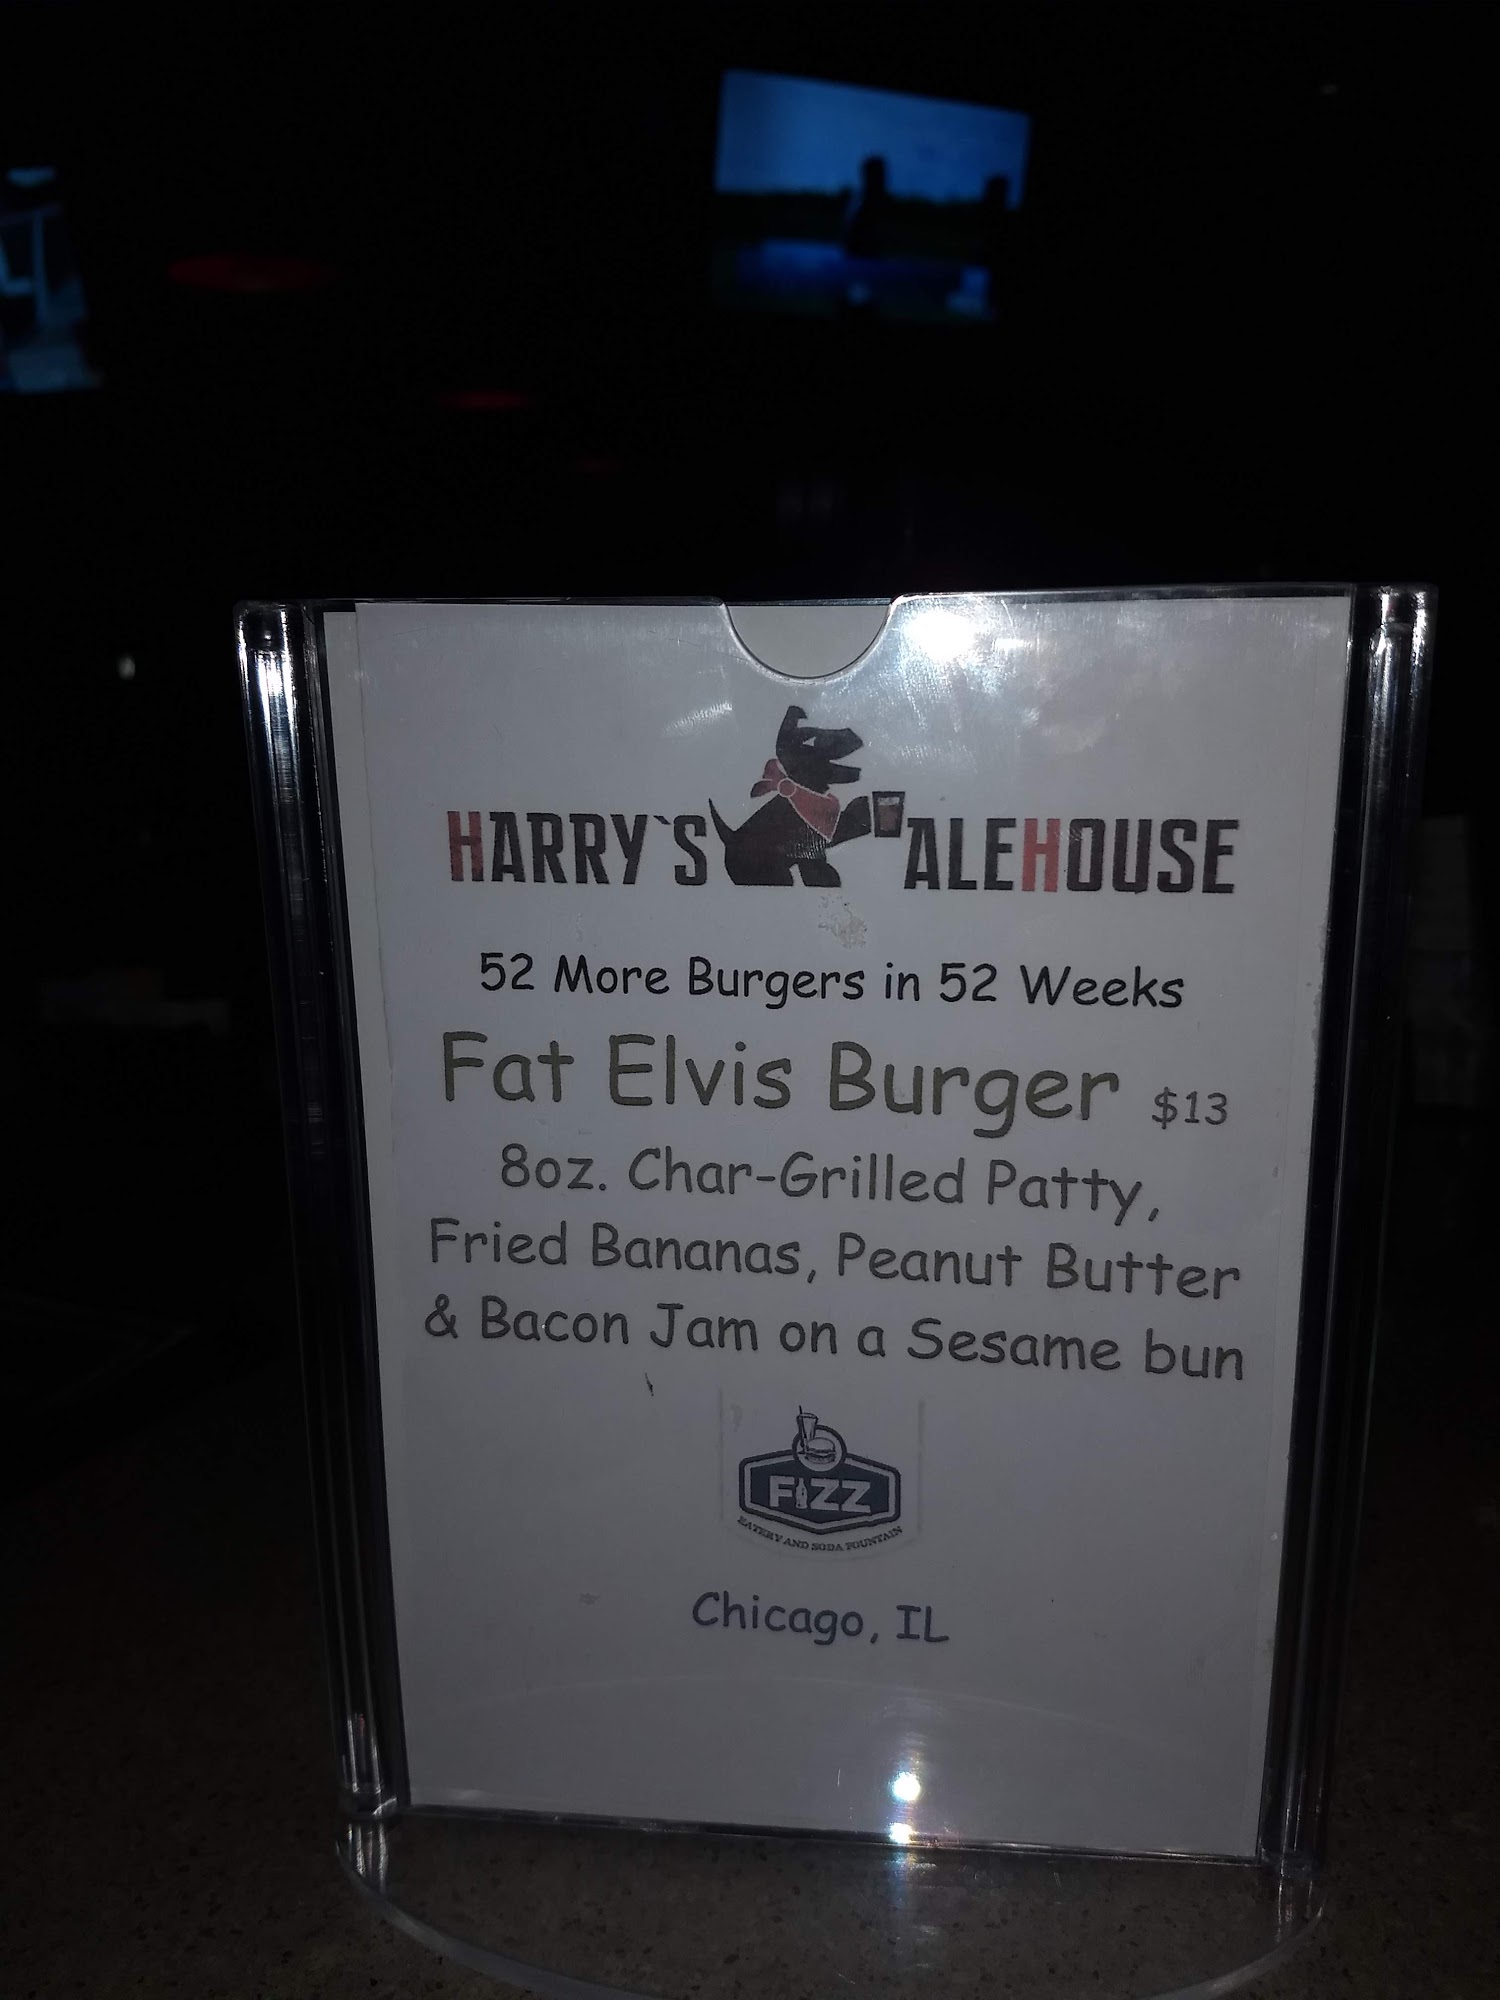 HARRY`S ALEHOUSE
52 More Burgers in 52 Weeks
Fat Elvis Burger $13
8oz. Char-Grilled Patty,
Fried Bananas, Peanut Butter
& Bacon Jam on a Sesame bun
FIZZ
EATERY AND SODA FOUNTAIN
Chicago, IL